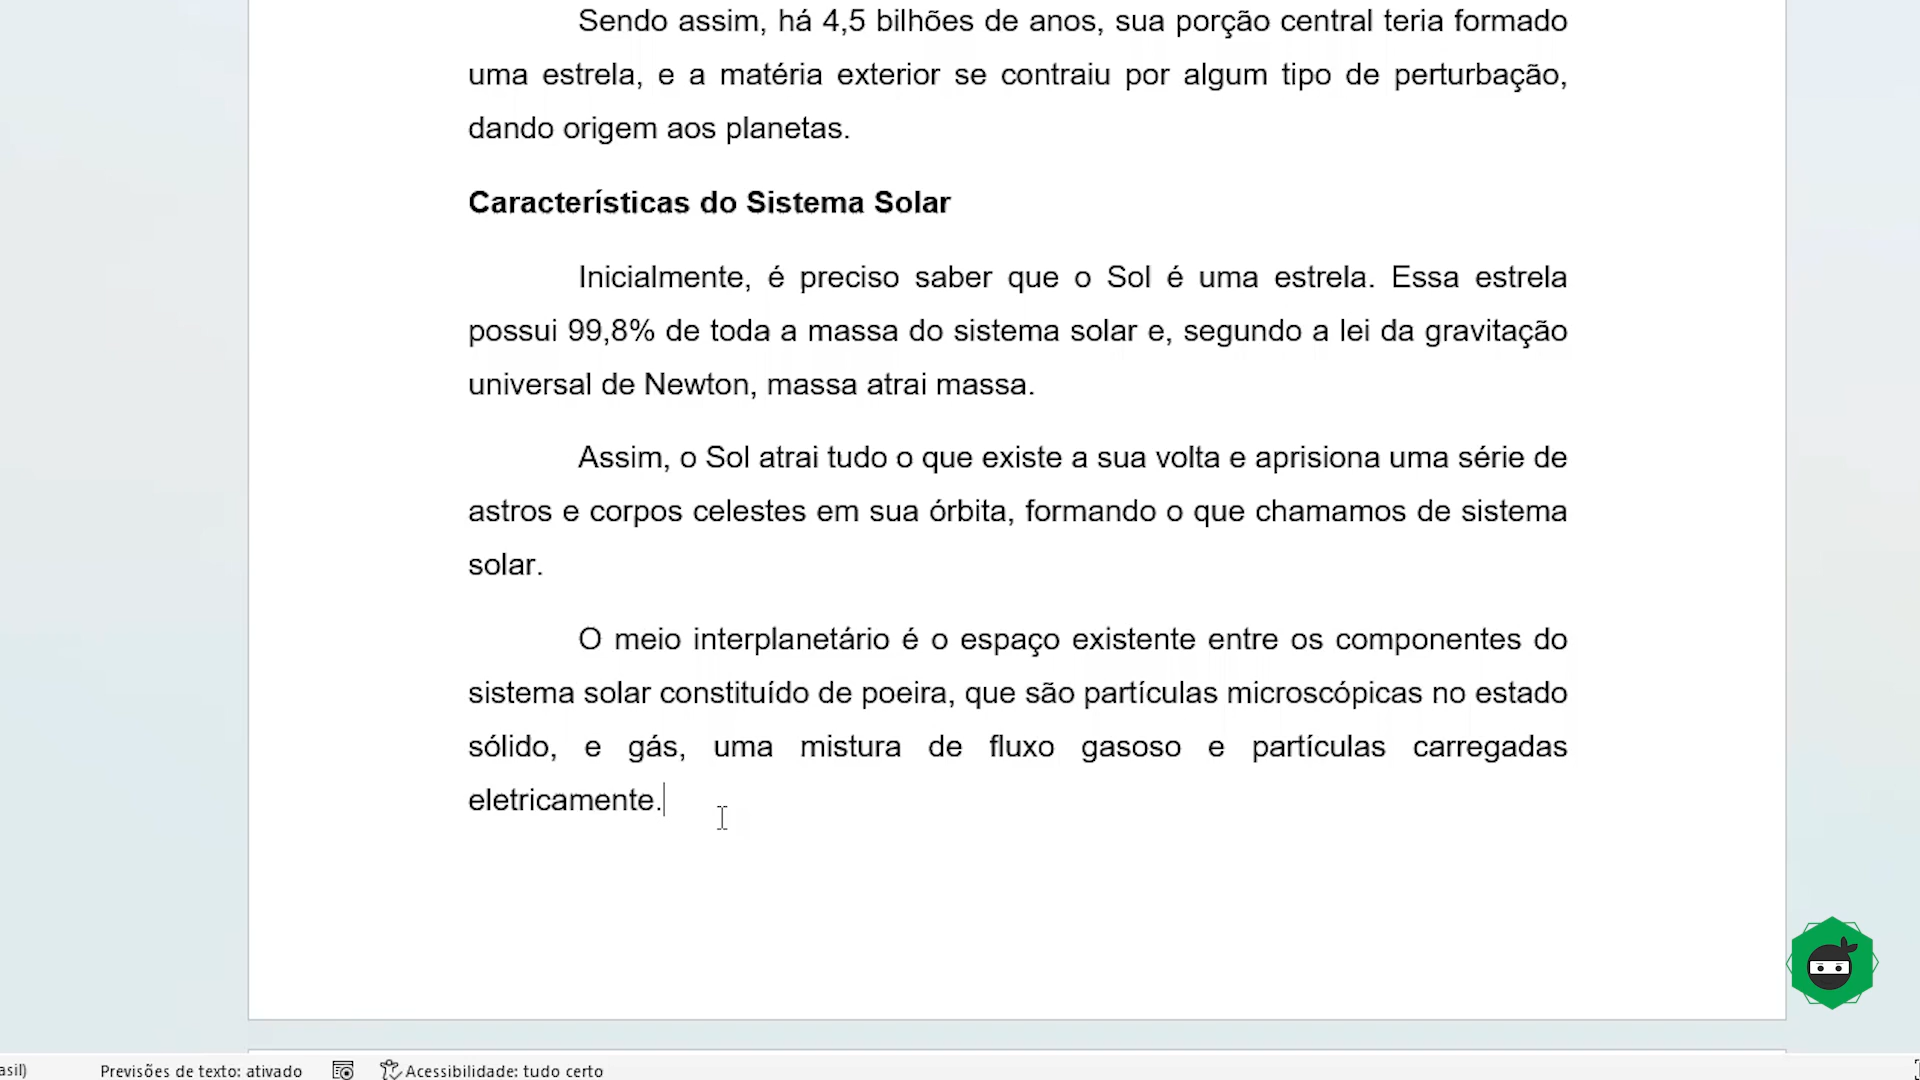 Sendo assim, há 4,5 bilhões de anos, sua porção central teria formado
uma estrela, e a matéria exterior se contraiu por algum tipo de perturbação,
dando origem aos planetas.
Características do Sistema Solar
Inicialmente, é preciso saber que o Sol é uma estrela. Essa estrela
possui 99,8% de toda a massa do sistema solar e, segundo a lei da gravitação
universal de Newton, massa atrai massa.
Assim, o Sol atrai tudo o que existe a sua volta e aprisiona uma série de
astros e corpos celestes em sua órbita, formando o que chamamos de sistema
solar.
O meio interplanetário é o espaço existente entre os componentes do
sistema solar constituído de poeira, que são partículas microscópicas no estado
sólido, e gás, uma mistura de fluxo gasoso e partículas carregadas
eletricamente.
asil) Previsões de texto: ativado Acessibilidade: tudo certo